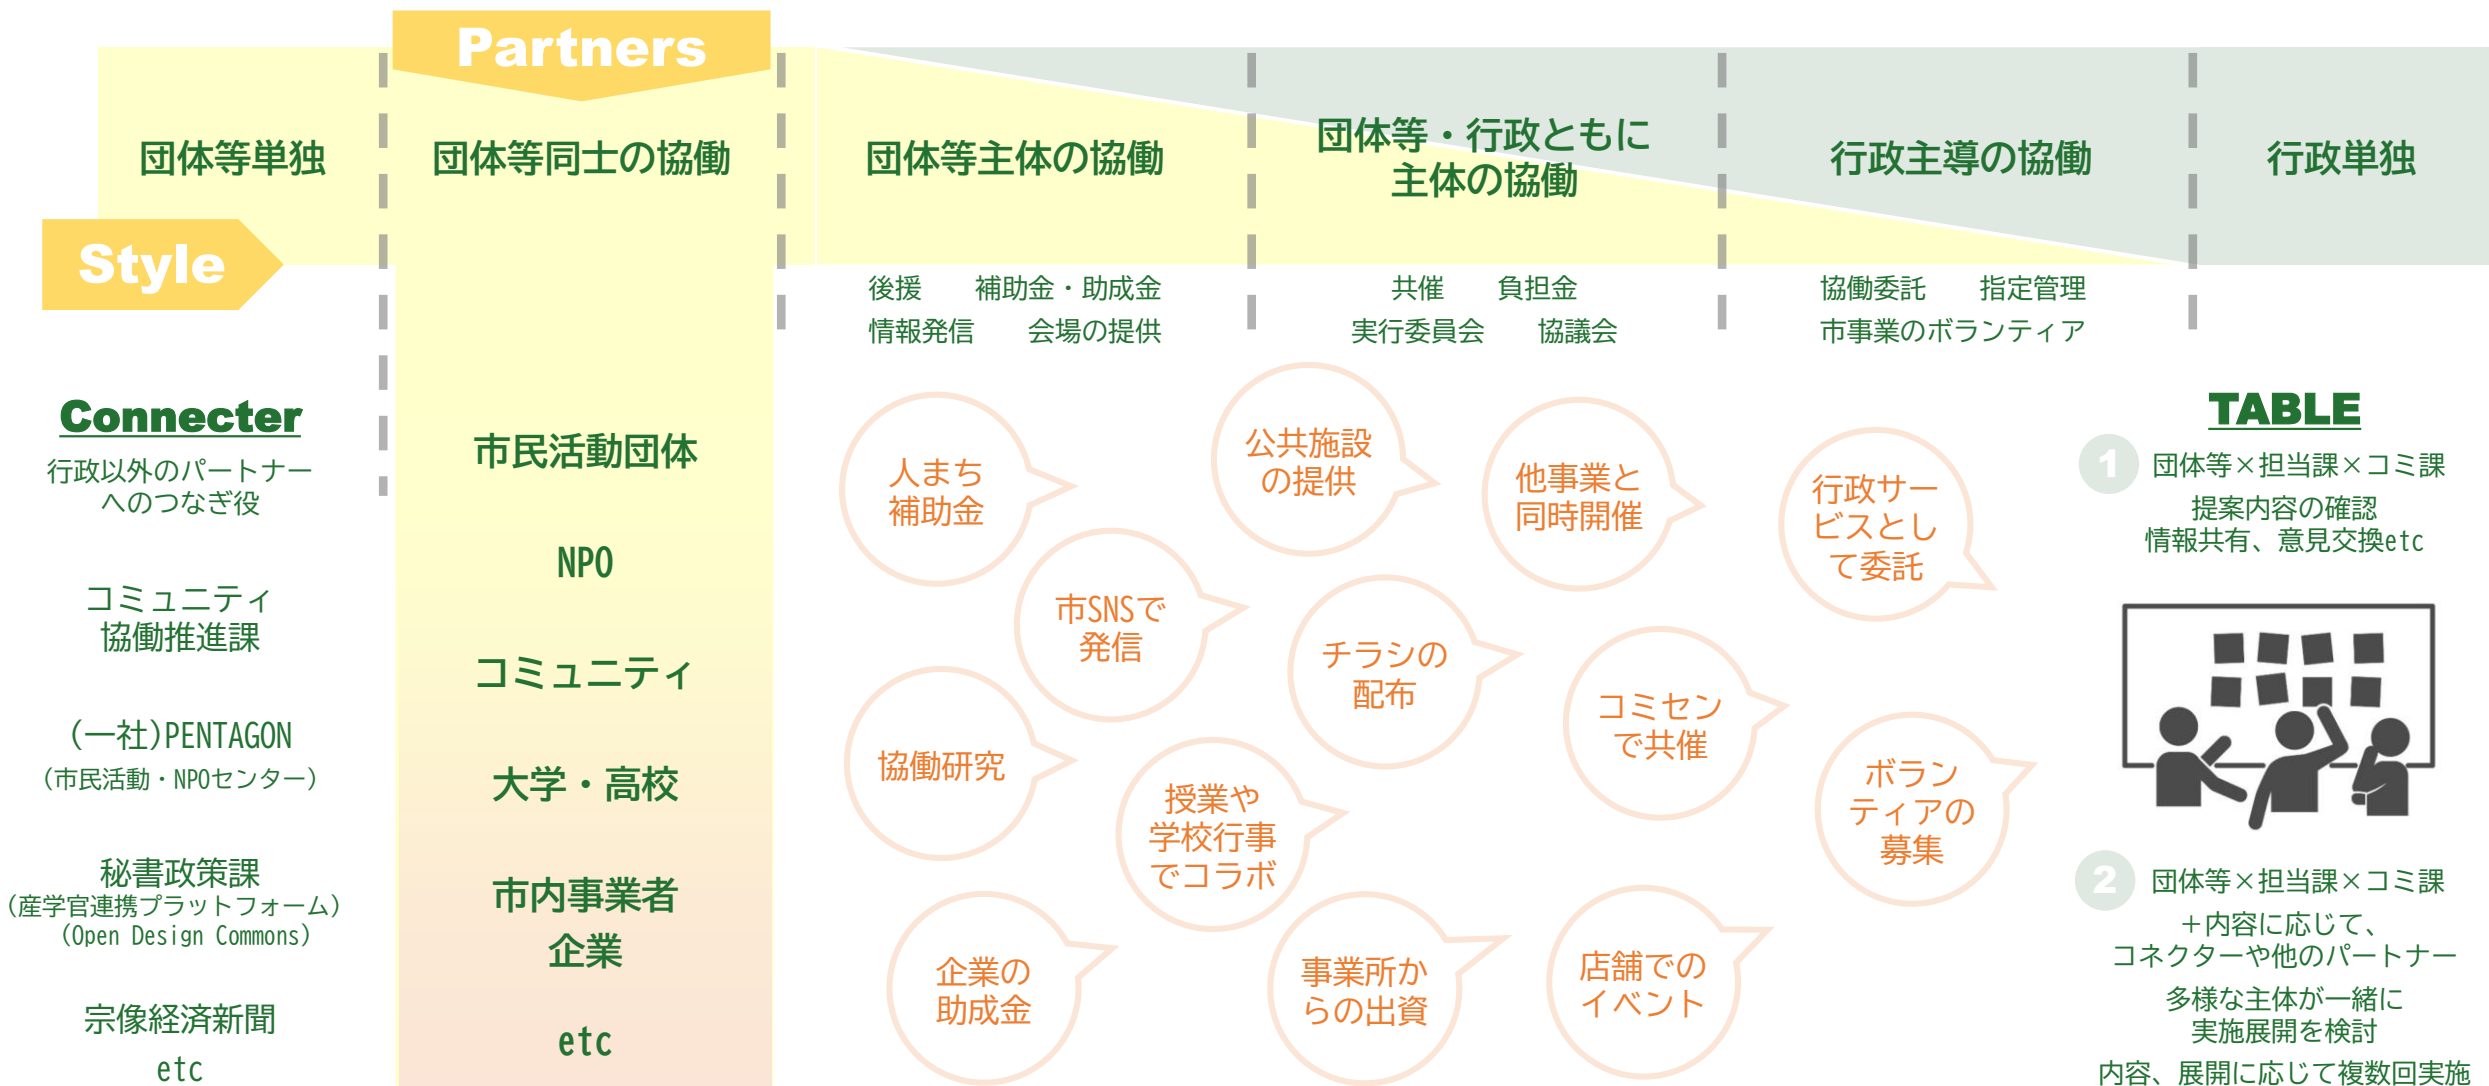 Partners
団体等単独
団体等同士の協働
団体等主体の協働
団体等・行政ともに
主体の協働
行政主導の協働
行政単独
Style
後援 補助金・助成金
情報発信 会場の提供
共催 負担金
実行委員会 協議会
協働委託 指定管理
市事業のボランティア
Connecter
行政以外のパートナー
へのつなぎ役
コミュニティ
協働推進課
(一社)PENTAGON
(市民活動・NPOセンター)
秘書政策課
(産学官連携プラットフォーム)
(Open Design Commons)
宗像経済新聞
etc
市民活動団体
NPO
コミュニティ
大学・高校
市内事業者
企業
etc
人まち
補助金
公共施設
の提供
他事業と
同時開催
行政サー
ビスとし
て委託
市SNSで
発信
チラシの
配布
コミセン
で共催
協働研究
授業や
学校行事
でコラボ
ボラン
ティアの
募集
企業の
助成金
事業所か
らの出資
店舗での
イベント
TABLE
1 団体等×担当課×コミ課
提案内容の確認
情報共有、意見交換etc
2 団体等×担当課×コミ課
＋内容に応じて、
コネクターや他のパートナー
多様な主体が一緒に
実施展開を検討
内容、展開に応じて複数回実施